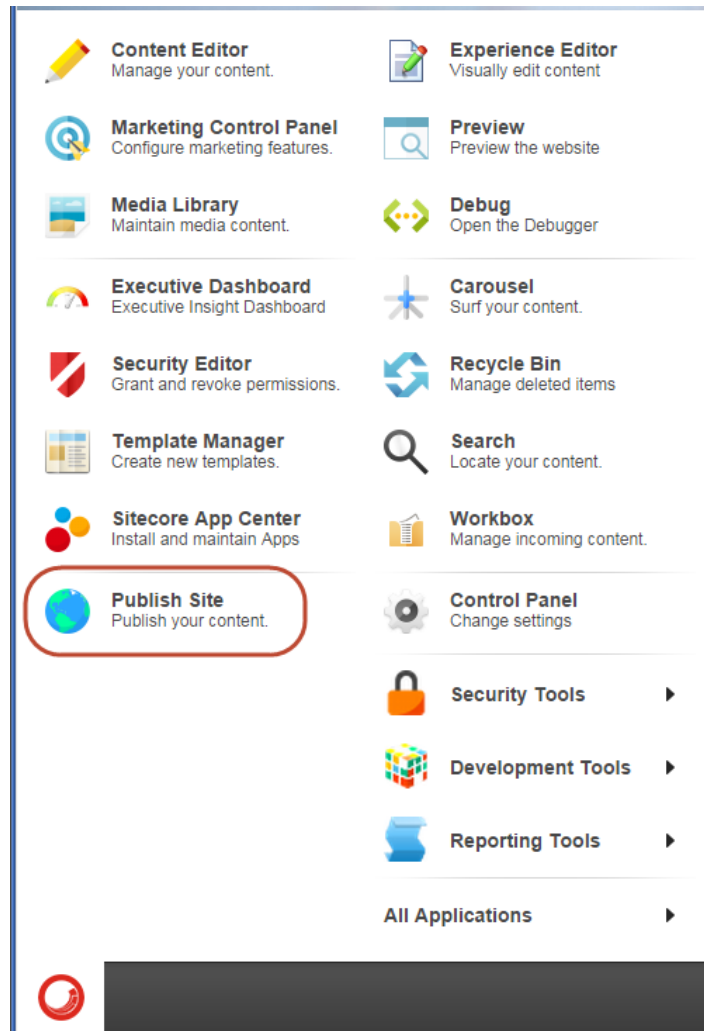 Content Editor
Manage your content.
Marketing Control Panel
Configure marketing features.
Media Library
Maintain media content.
Executive Dashboard
Executive Insight Dashboard
Security Editor
Grant and revoke permissions.
Template Manager
Create new templates.
Sitecore App Center
Install and maintain Apps
Publish Site
Publish your content.
Experience Editor
Visually edit content
Preview
Preview the website
Debug
Open the Debugger
Carousel
Surf your content.
Recycle Bin
Manage deleted items
Search
Locate your content.
Workbox
Manage incoming content.
Control Panel
Change settings
Security Tools
Development Tools
Reporting Tools
All Applications